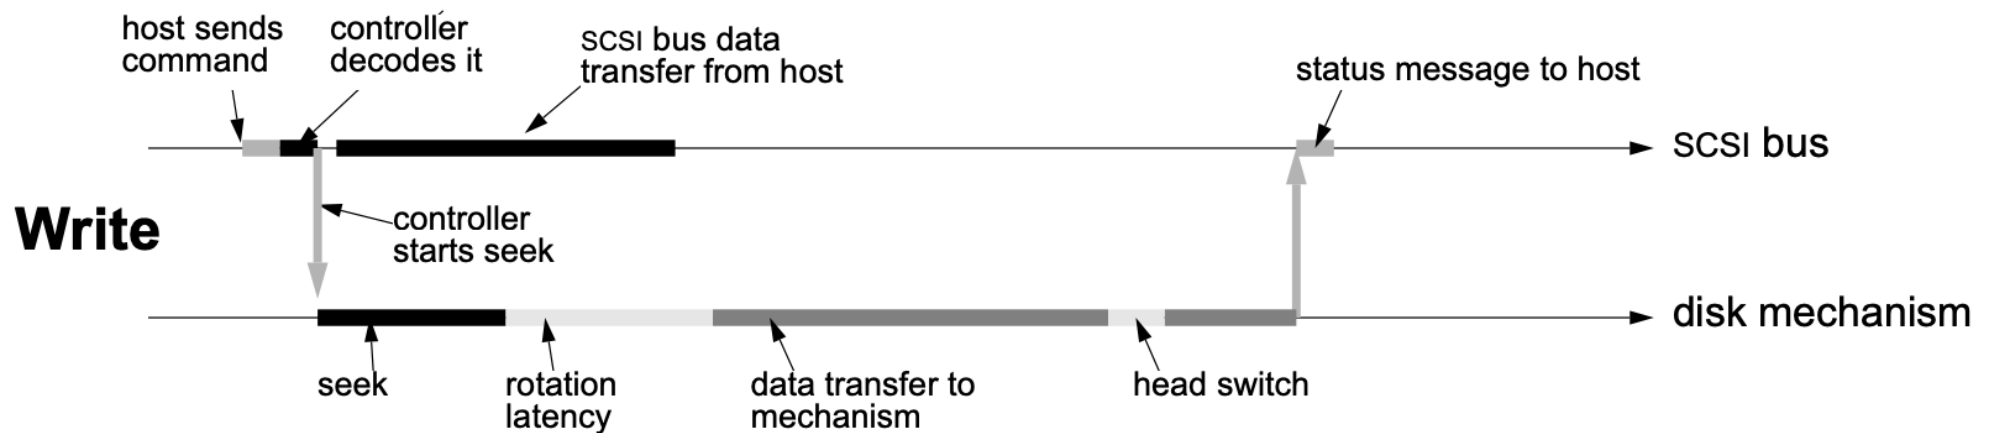 host sends
command
controller
decodes it
SCSI bus data
transfer from host
status message to host
SCSI bus
Write
controller
starts seek
disk mechanism
seek
rotation
latency
data transfer to
mechanism
head switch